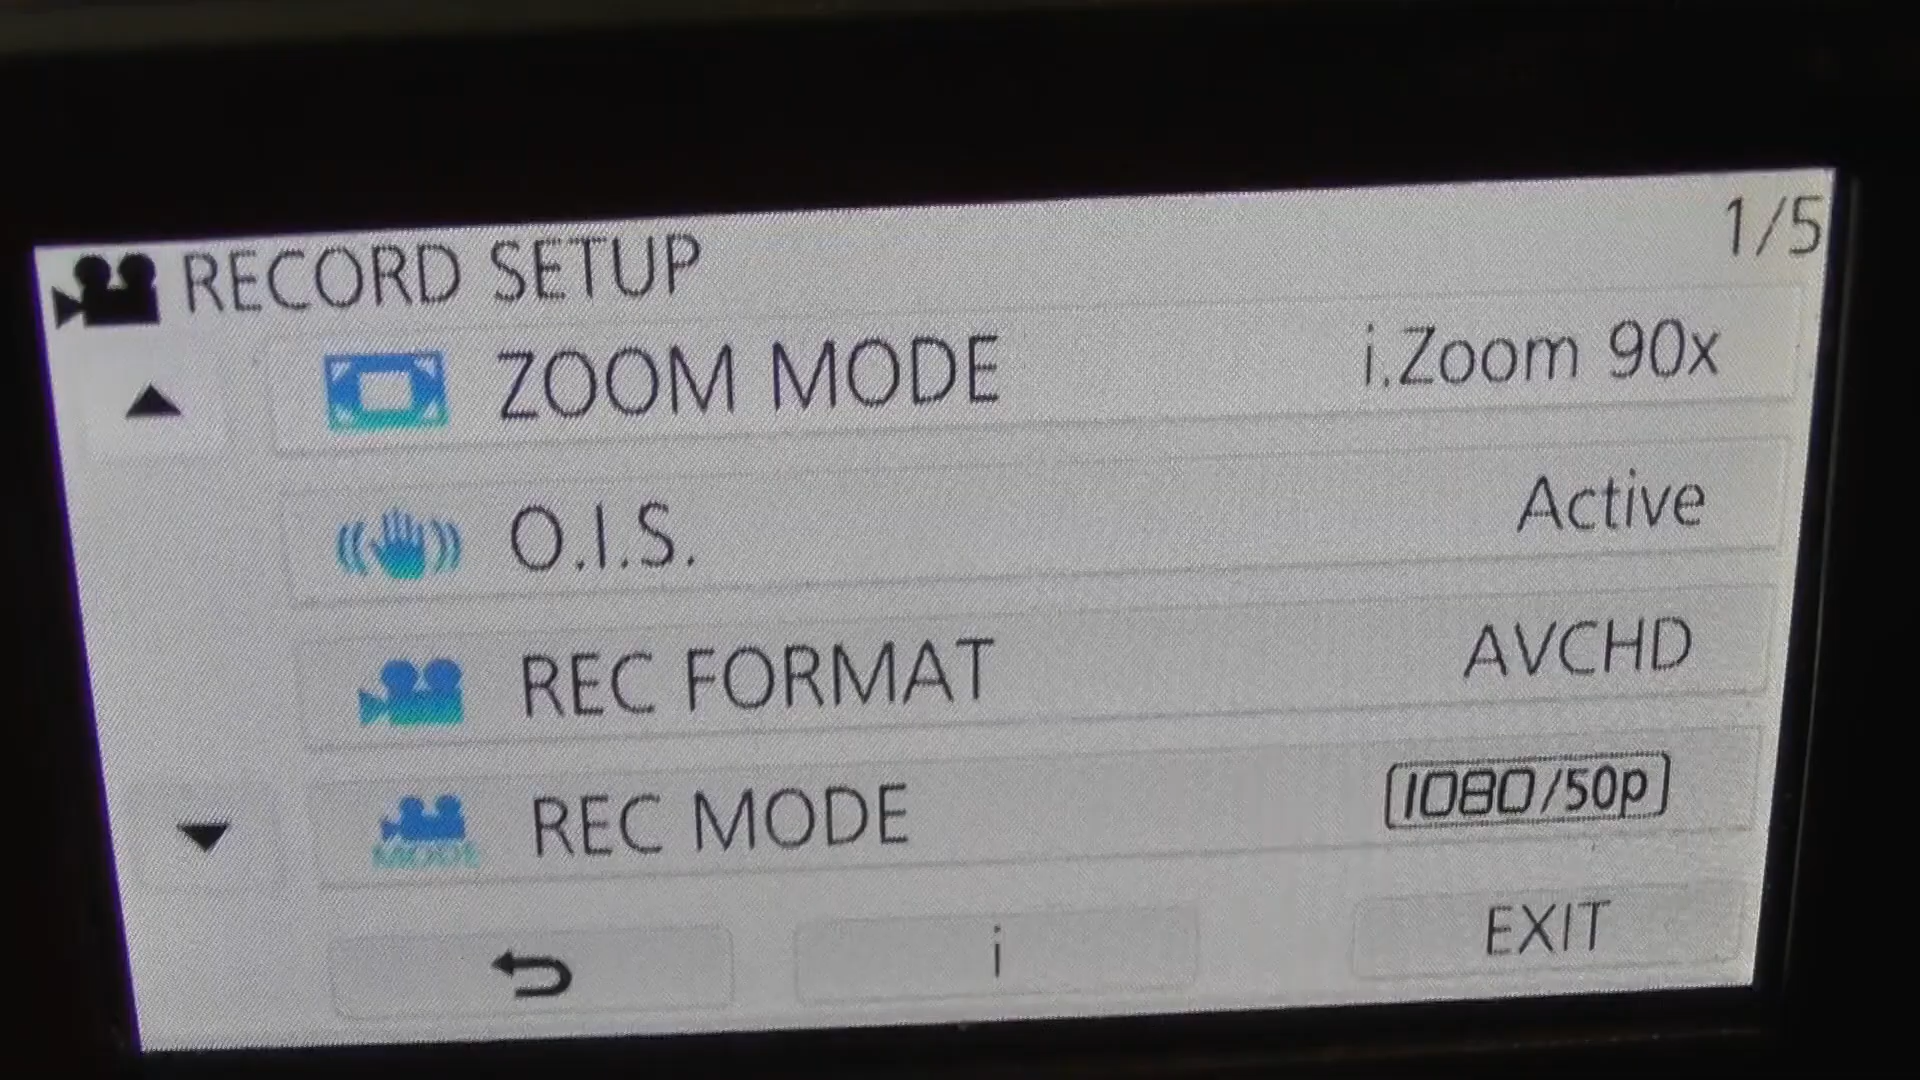 RECORD SETUP 1/5
ZOOM MODE i.Zoom 90x
O.I.S. Active
REC FORMAT AVCHD
REC MODE 1080/50p
i EXIT